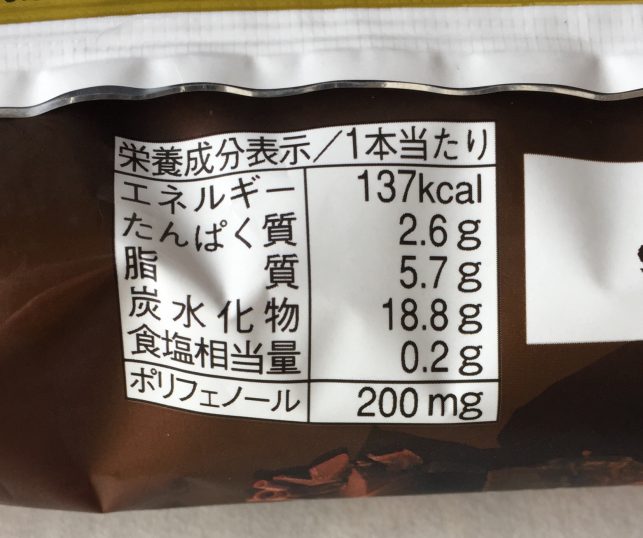 栄養成分表示/1本当たり
エネルギー 137kcal
たんぱく質 2.6g
脂質 5.7g
炭水化物 18.8g
食塩相当量 0.2g
ポリフェノール 200mg